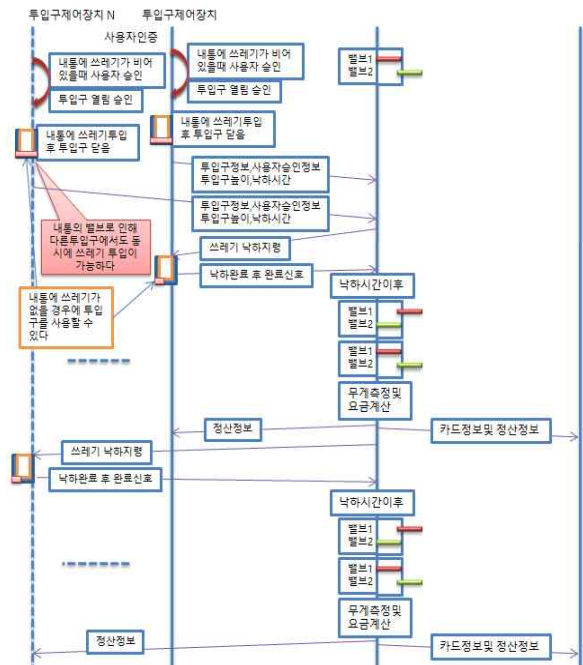 투입구제어장치 N
투입구제어장치
사용자인증
내통에 쓰레기가 비어
있을때 사용자 승인
투입구 열림 승인
내통에 쓰레기가 비어
있을때 사용자 승인
투입구 열림 승인
밸브1
밸브2
내통에 쓰레기투입
후 투입구 닫음
내통에 쓰레기투입
후 투입구 닫음
투입구정보,사용자승인정보
투입구높이,낙하시간
투입구정보,사용자승인정보
투입구높이,낙하시간
내통의 밸브로 인해
다른투입구에서도 동
시에 쓰레기 투입이
가능하다
쓰레기 낙하지령
낙하완료 후 완료신호
내통에 쓰레기가
없을 경우에 투입
구를 사용할 수
있다
낙하시간이후
밸브1
밸브2
밸브1
밸브2
무게측정및
요금계산
정산정보
카드정보및 정산정보
쓰레기 낙하지령
낙하완료 후 완료신호
낙하시간이후
밸브1
밸브2
밸브1
밸브2
무게측정및
요금계산
정산정보
카드정보및 정산정보